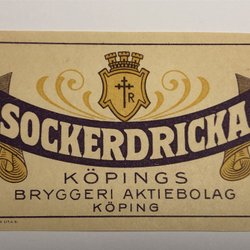 R
SOCKERDRICKA
KÖPINGS
BRYGGERI AKTIEBOLAG
KÖPING